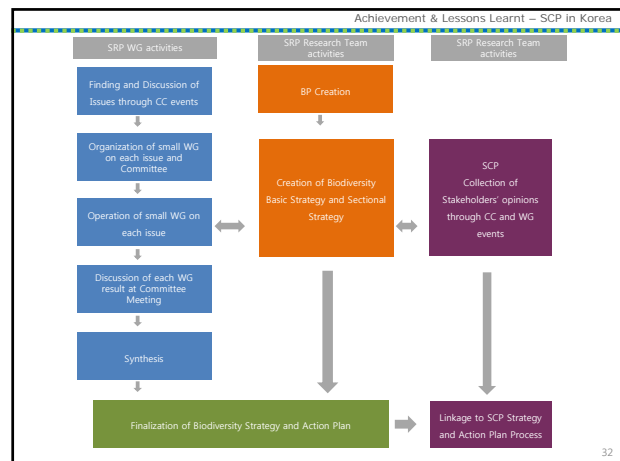 Achievement & Lessons Learnt – SCP in Korea
SRP WG activities
SRP Research Team
activities
SRP Research Team
activities
Finding and Discussion of
Issues through CC events
BP Creation
Organization of small WG
on each issue and
Committee
Creation of Biodiversity
Basic Strategy and Sectional
Strategy
SCP
Collection of
Stakeholders’ opinions
through CC and WG
events
Operation of small WG on
each issue
Discussion of each WG
result at Committee
Meeting
Synthesis
Finalization of Biodiversity Strategy and Action Plan
Linkage to SCP Strategy
and Action Plan Process
32